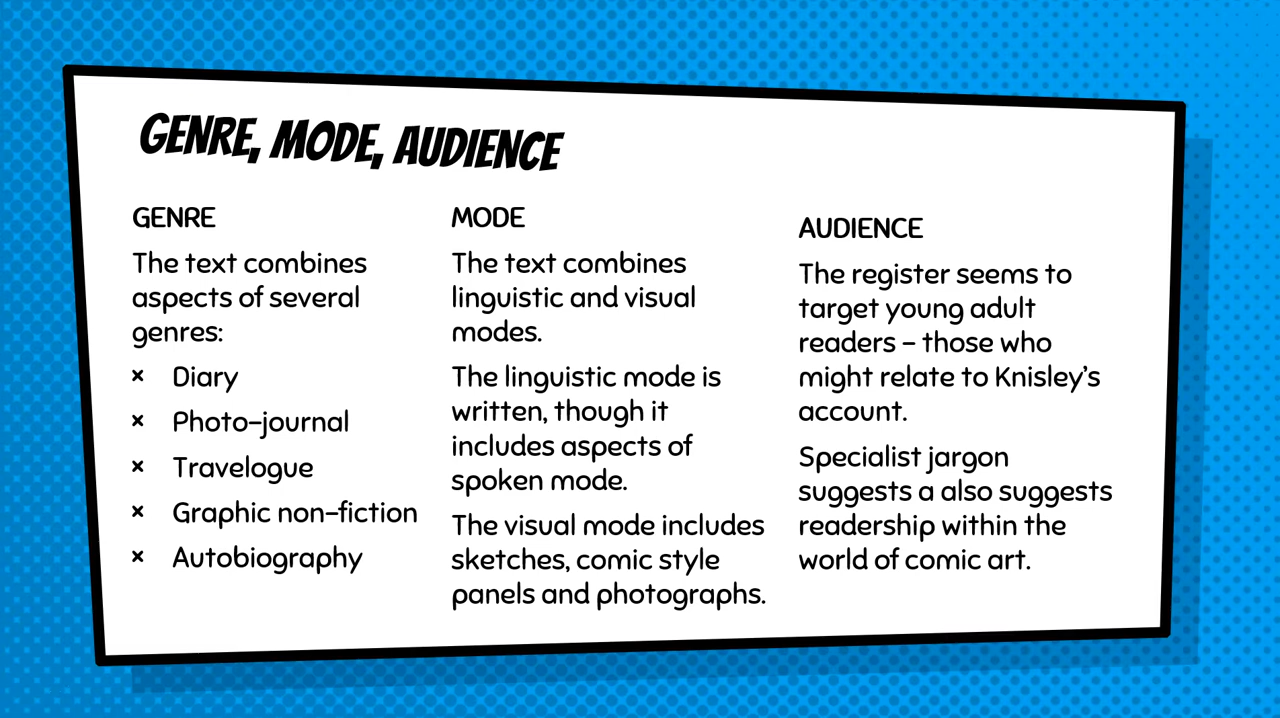 GENRE, MODE, AUDIENCE
GENRE
The text combines
aspects of several
genres:
× Diary
× Photo-journal
× Travelogue
× Graphic non-fiction
× Autobiography
MODE
The text combines
linguistic and visual
modes.
The linguistic mode is
written, though it
includes aspects of
spoken mode.
The visual mode includes
sketches, comic style
panels and photographs.
AUDIENCE
The register seems to
target young adult
readers – those who
might relate to Knisley's
account.
Specialist jargon
suggests a also suggests
readership within the
world of comic art.